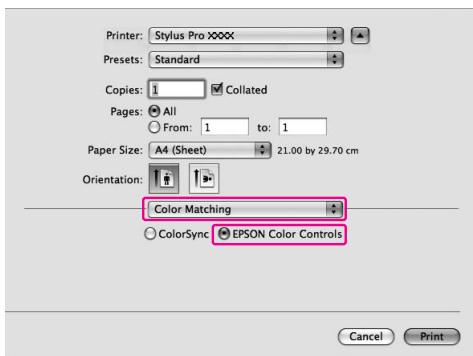 Printer: Stylus Pro XXXX
Presets: Standard
Copies: 1 Collated
Pages: All
From: 1 to: 1
Paper Size: A4 (Sheet) 21.00 by 29.70 cm
Orientation:
Color Matching
ColorSync EPSON Color Controls
Cancel Print